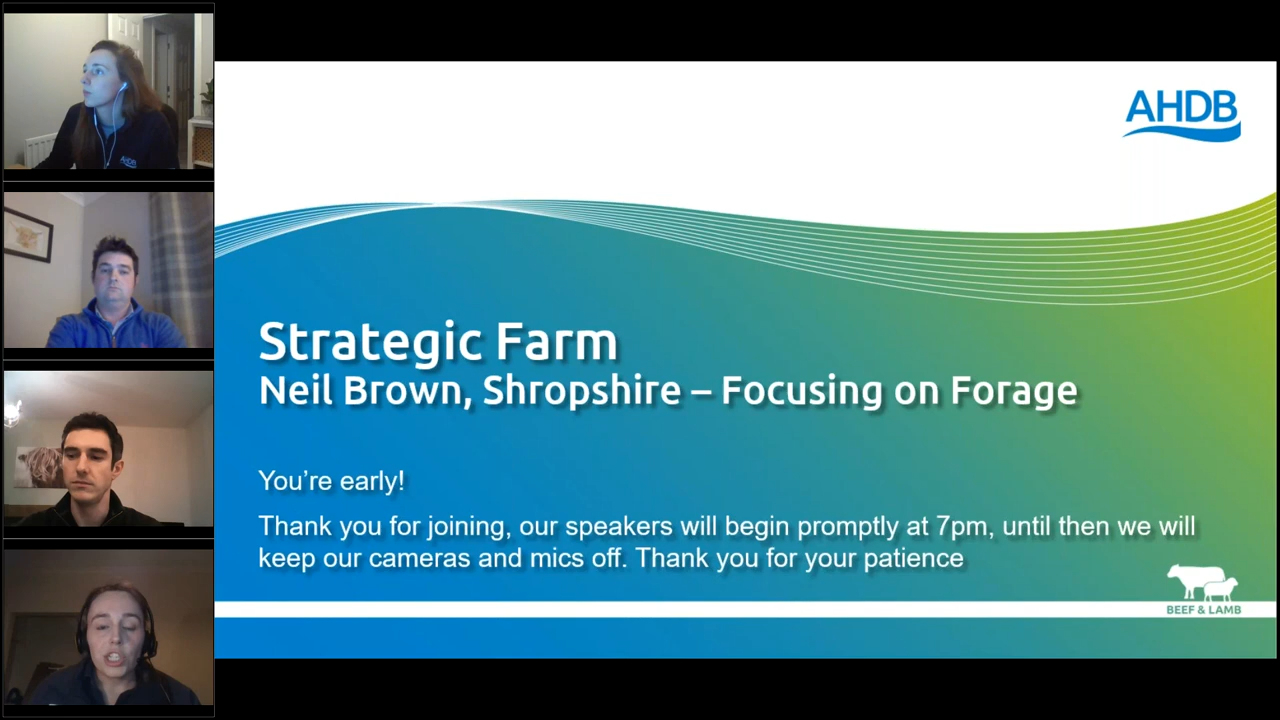 AHDB
AHDB
Strategic Farm
Neil Brown, Shropshire – Focusing on Forage
You're early!
Thank you for joining, our speakers will begin promptly at 7pm, until then we will
keep our cameras and mics off. Thank you for your patience
BEEF & LAMB